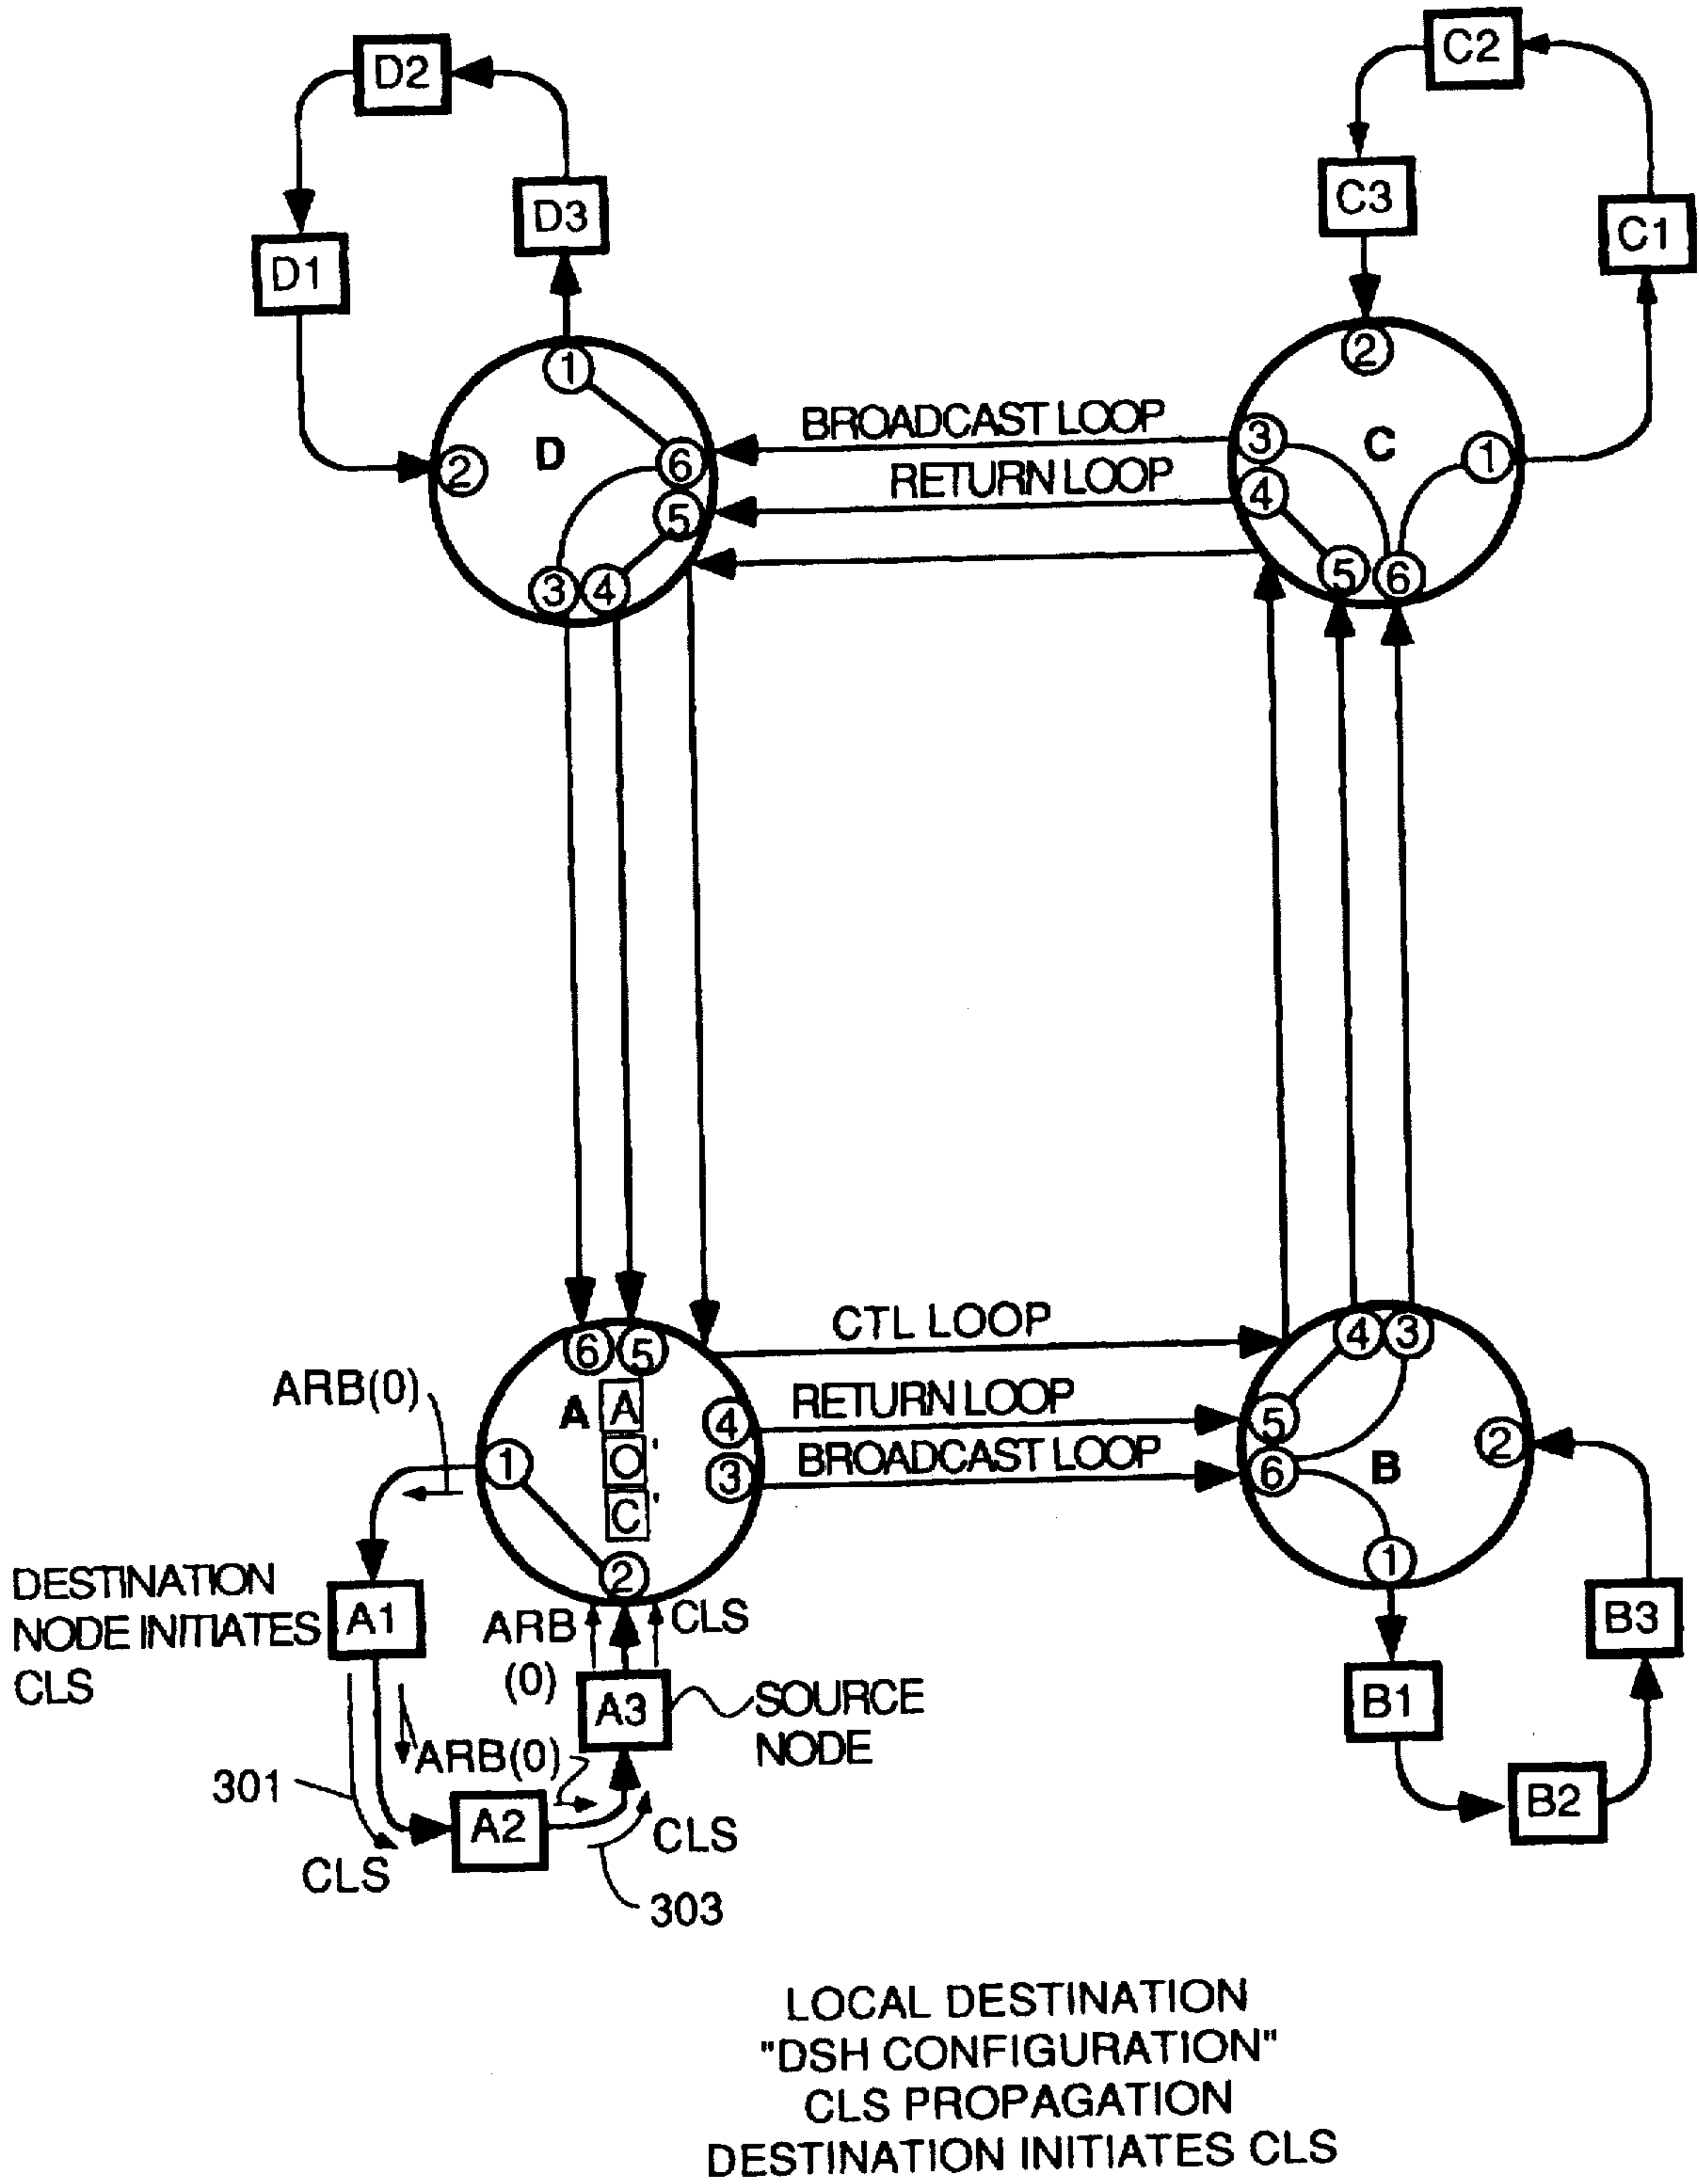 D2
C2
D3
C3
D1
C1
1
2
BROADCAST LOOP
3
C
1
2
D
6
RETURN LOOP
4
5
5
6
3
4
CTL LOOP
4
3
6
5
ARB(0)
A
A
4
RETURN LOOP
5
2
1
O'
3
BROADCAST LOOP
6
B
C'
1
2
DESTINATION
NODE INITIATES
CLS
A1
ARB
(0)
CLS
B3
A3
SOURCE
NODE
B1
ARB(0)
301
A2
B2
CLS
CLS
303
LOCAL DESTINATION
"DSH CONFIGURATION"
CLS PROPAGATION
DESTINATION INITIATES CLS